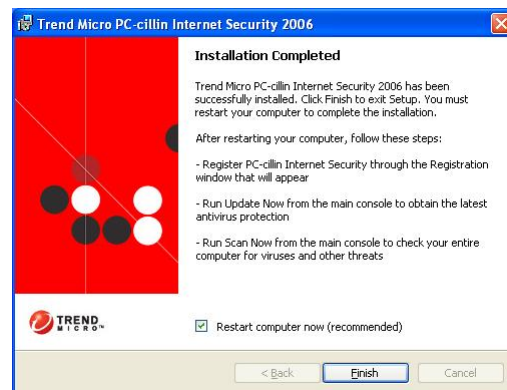 Trend Micro PC-cillin Internet Security 2006
Installation Completed
Trend Micro PC-cillin Internet Security 2006 has been
successfully installed. Click Finish to exit Setup. You must
restart your computer to complete the installation.
After restarting your computer, follow these steps:
- Register PC-cillin Internet Security through the Registration
window that will appear
- Run Update Now from the main console to obtain the latest
antivirus protection
- Run Scan Now from the main console to check your entire
computer for viruses and other threats
TREND
MICRO™
Restart computer now (recommended)
< Back
Finish
Cancel